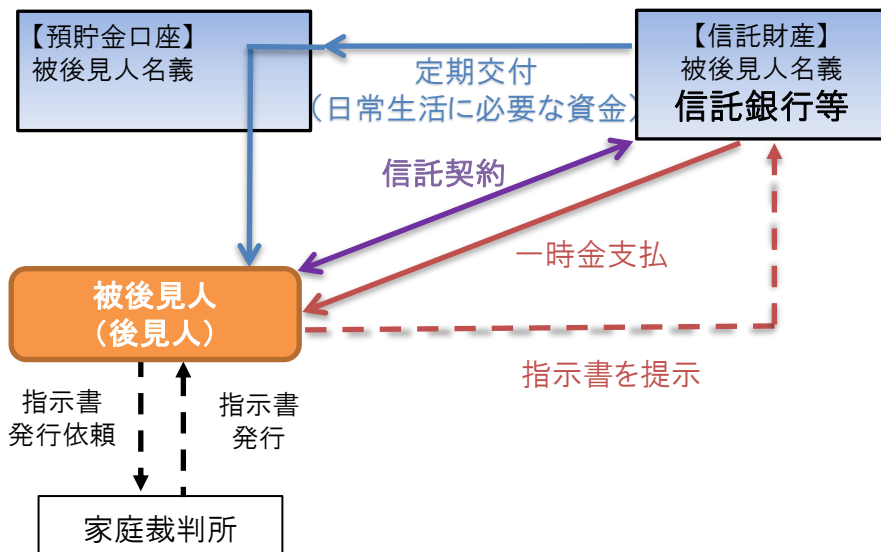 【預貯金口座】
被後見人名義
【信託財産】
被後見人名義
信託銀行等
定期交付
（日常生活に必要な資金）
信託契約
一時金支払
被後見人
（後見人）
指示書を提示
指示書
発行依頼
指示書
発行
家庭裁判所